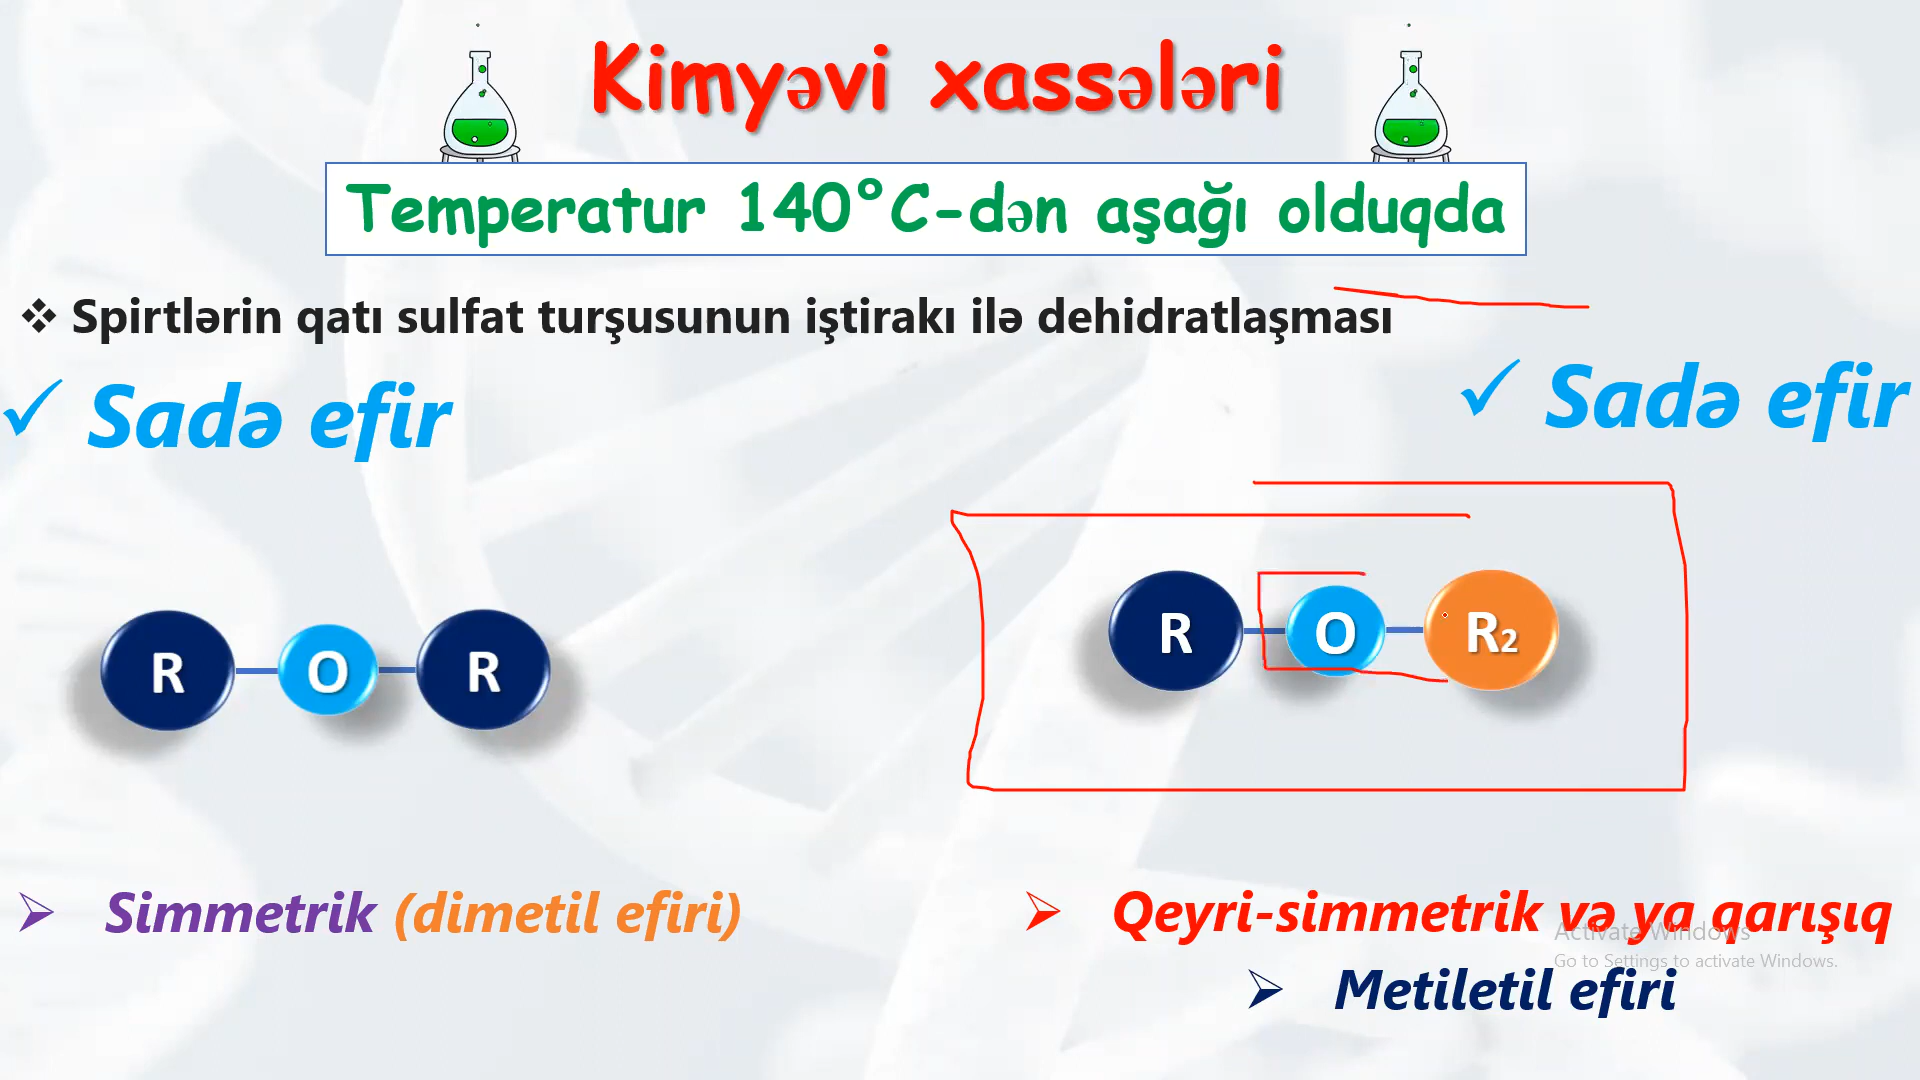 Kimyəvi xassələri
Temperatur 140°C-dən aşağı olduqda
❖ Spirtlərin qatı sulfat turşusunun iştirakı ilə dehidratlaşması
✓ Sadə efir
✓ Sadə efir
R O R
R O R2
➢ Simmetrik (dimetil efiri)
➢ Qeyri-simmetrik və ya qarışıq
➢ Metiletil efiri
Activate Windows
Go to Settings to activate Windows.